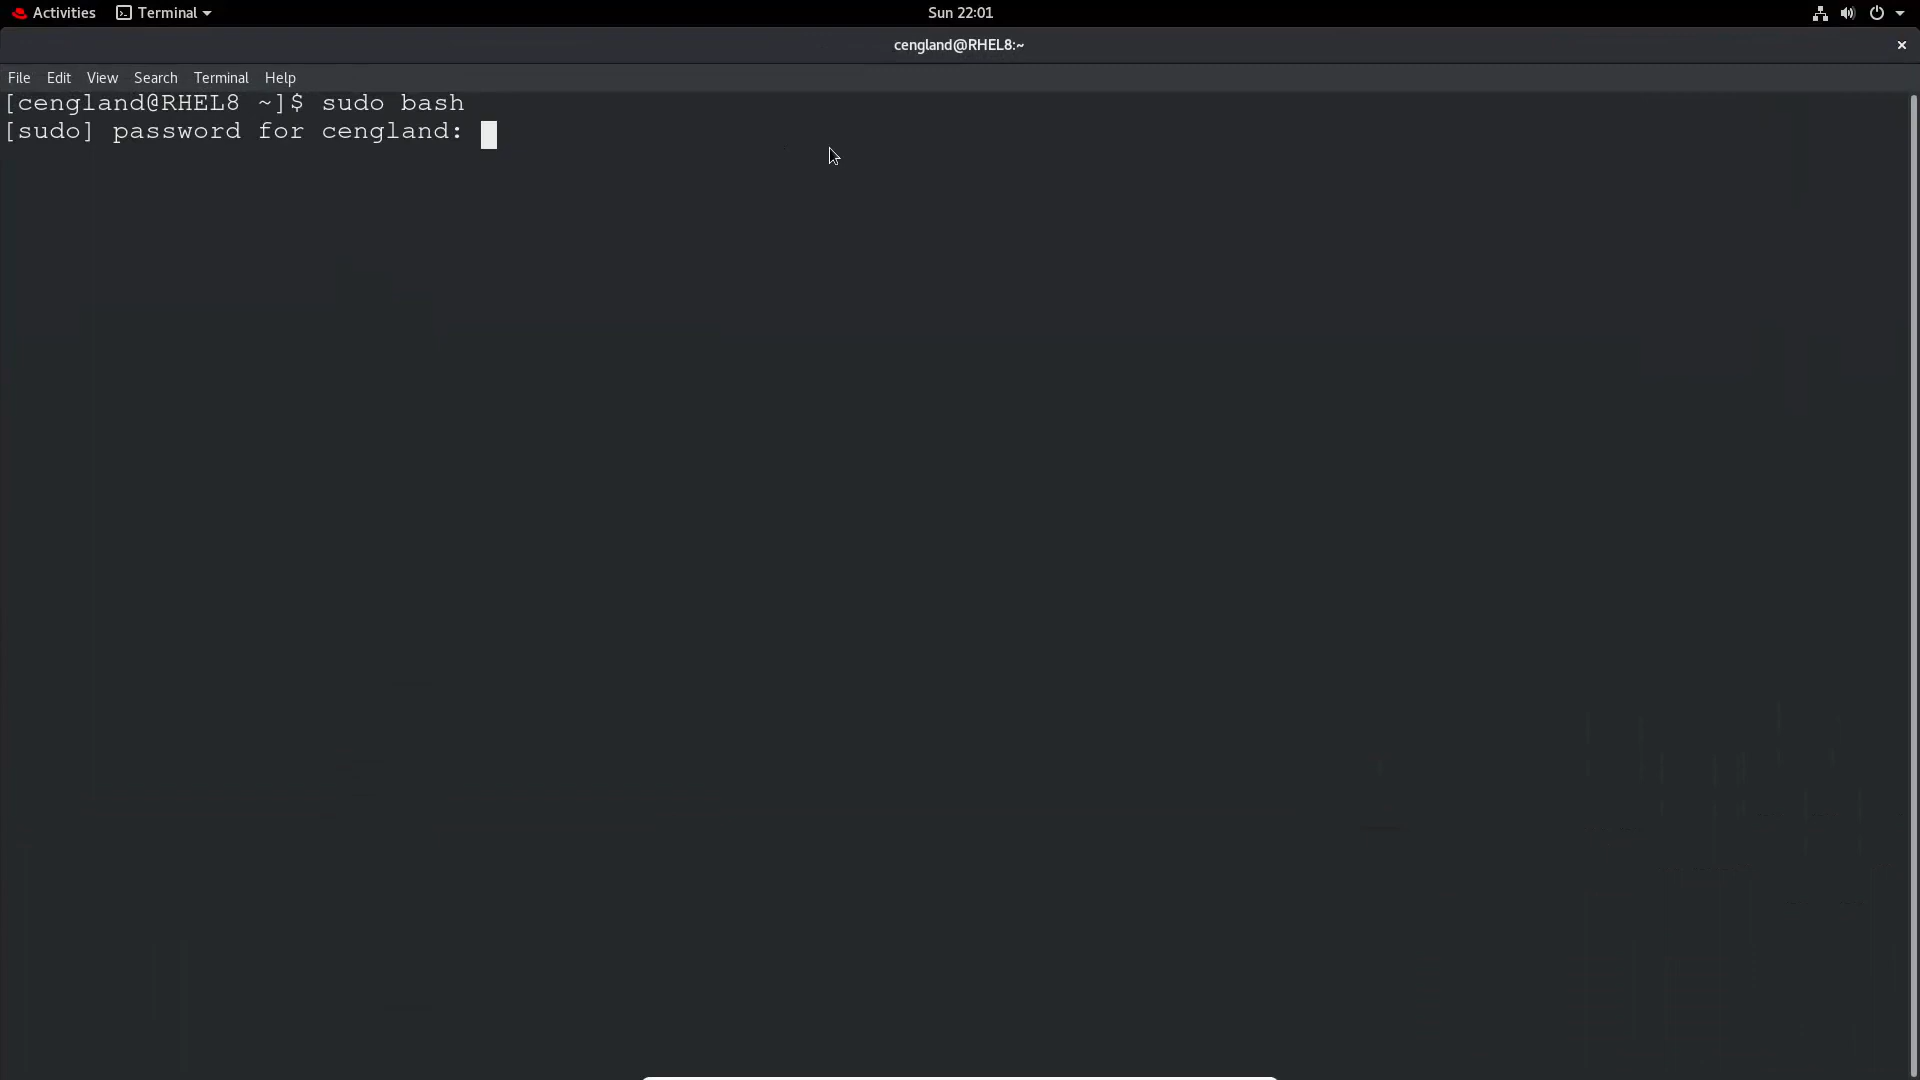 Activities Terminal Sun 22:01
cengland@RHEL8:~ ×
File Edit View Search Terminal Help
[cengland@RHEL8 ~]$ sudo bash
[sudo] password for cengland: